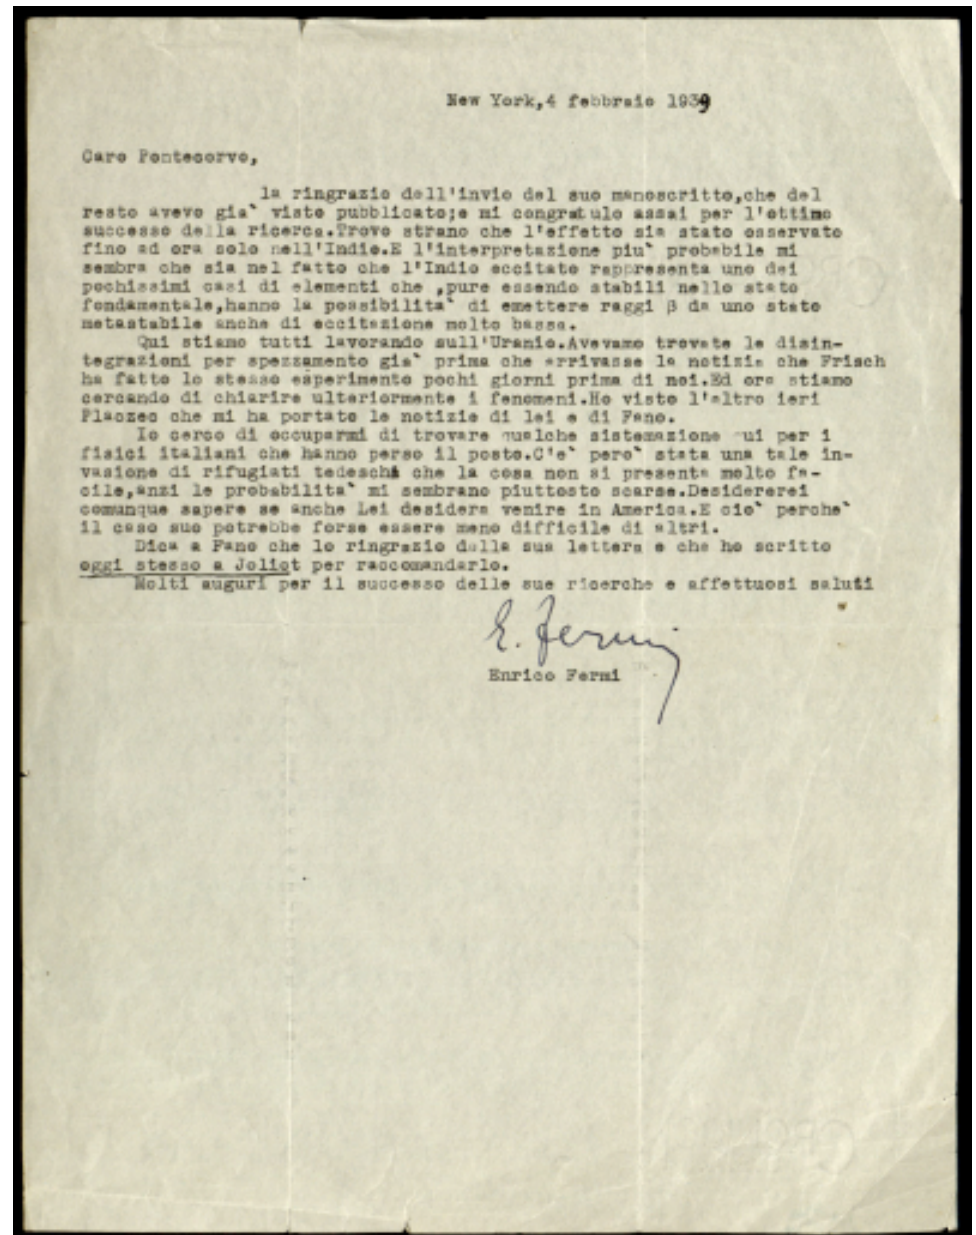 New York,4 febbraio 1939
Caro Pontecorvo,
la ringrazio dell'invio del suo manoscritto,che del
resto avevo gia` visto pubblicato;e mi congratulo assai per l'ottimo
successo della ricerca.Trovo strano che l'effetto sia stato osservato
fino ad ora solo nell'Indio.E l'interpretazione piu` probabile mi
sembra che sia nel fatto che l'Indio eccitato rappresenta uno dei
pochissimi casi di elementi che ,pure essendo stabili nello stato
fondamentale,hanno la possibilita` di emettere raggi β da uno stato
metastabile anche di eccitazione molto bassa.
Qui stiamo tutti lavorando sull'Uranio.Avevamo trovate le disin-
tegrazioni per spezzamento gia` prima che arrivasse la notizia che Frisch
ha fatto lo stesso esperimento pochi giorni prima di noi.Ed ora stiamo
cercando di chiarire ulteriormente i fenomeni.Ho visto l'altro ieri
Placzec che mi ha portato le notizie di lei e di Fano.
Io cerco di occuparmi di trovare qualche sistemazione qui per i
fisici italiani che hanno perso il posto.C'e` pero` stata una tale in-
vasione di rifugiati tedeschi che la cosa non si presenta molto fa-
cile,anzi le probabilita` mi sembrano piuttosto scarse.Desidererei
comunque sapere se anche Lei desidera venire in America.E cio` perche`
il caso suo potrebbe forse essere meno difficile di altri.
Dica a Fano che lo ringrazio della sua lettera e che ho scritto
oggi stesso a Joliot per raccomandarlo.
Molti auguri per il successo delle sue ricerche e affettuosi saluti
E. Fermi
Enrico Fermi